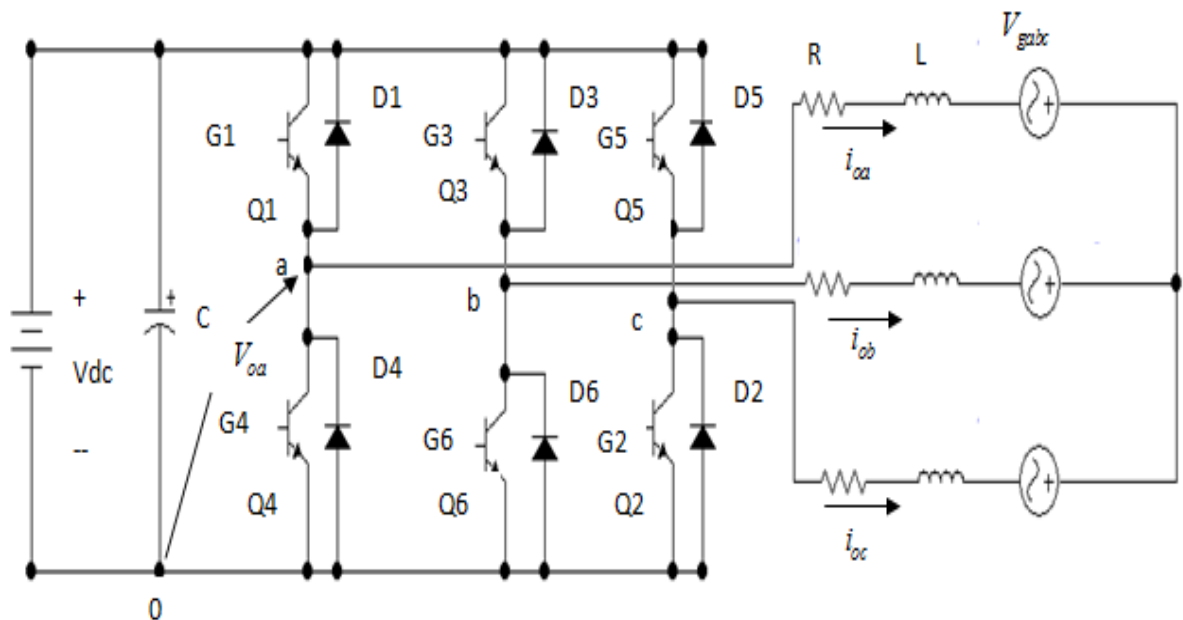 V_gabc
R L
D1 D3 D5
G1 G3 G5
i_oa
Q1 Q3 Q5
a
b
c
+ + C
Vdc
V_oa
i_ob
D4 D6 D2
G4 G6 G2
--
Q4 Q6 Q2
i_oc
0
+
+
+